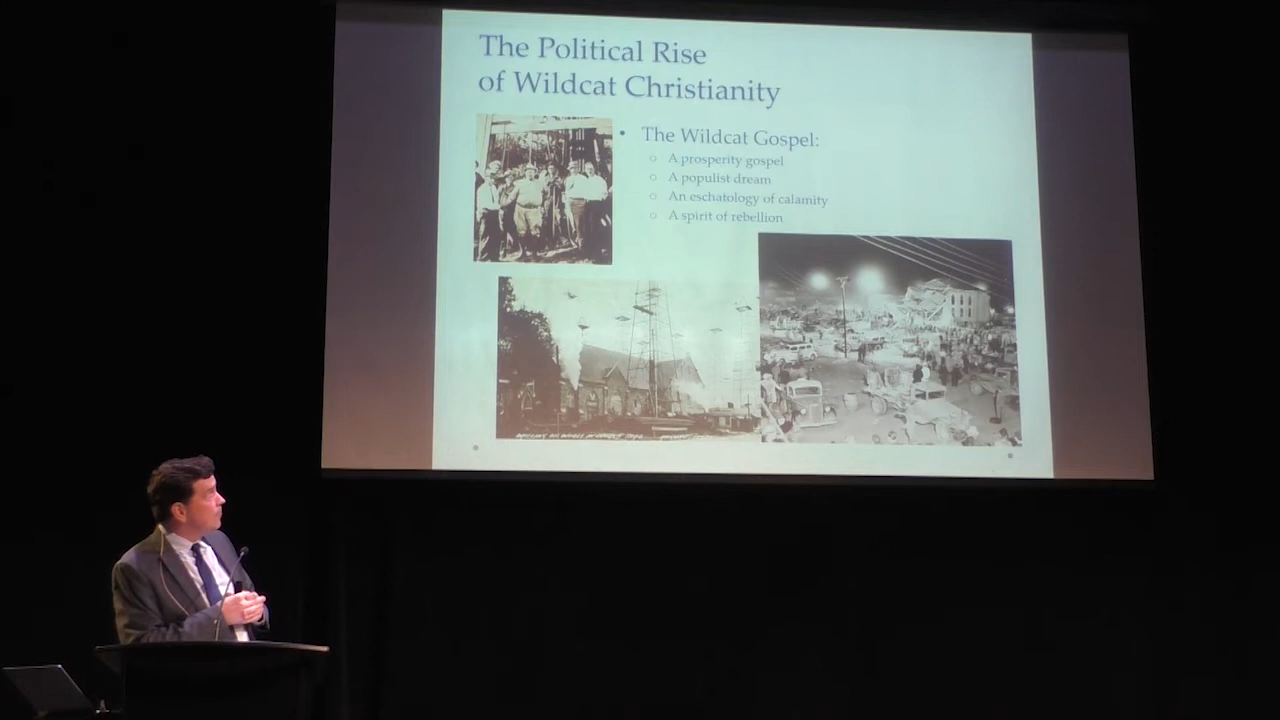 The Political Rise
of Wildcat Christianity
• The Wildcat Gospel:
○ A prosperity gospel
○ A populist dream
○ An eschatology of calamity
○ A spirit of rebellion